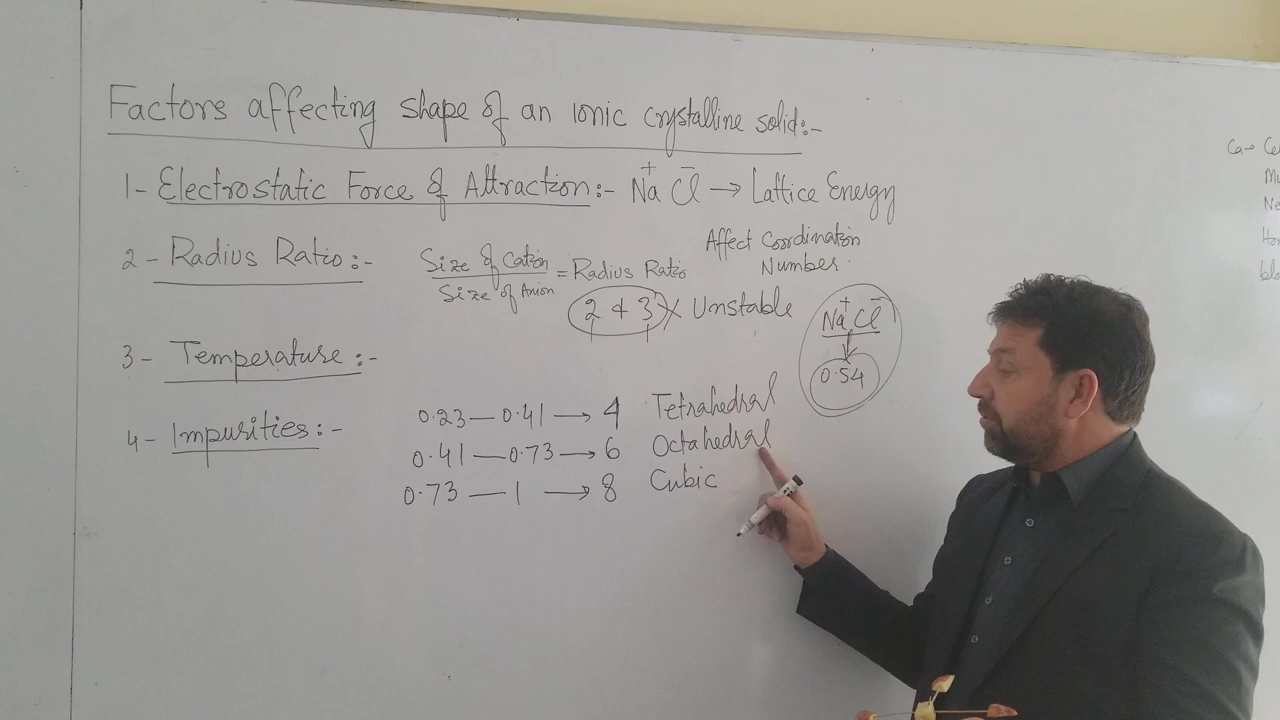 Factors affecting shape of an ionic crystalline solid:-
1- Electrostatic Force of Attraction:- Na+ Cl- → Lattice Energy
2- Radius Ratio:-
Size of Cation / Size of Anion = Radius Ratio
Affect Coordination
Number.
2 & 3 X Unstable
Na+ Cl-
↓
0.54
3- Temperature:-
4- Impurities:-
0.23 — 0.41 → 4 Tetrahedral
0.41 — 0.73 → 6 Octahedral
0.73 — 1 → 8 Cubic
Ca →